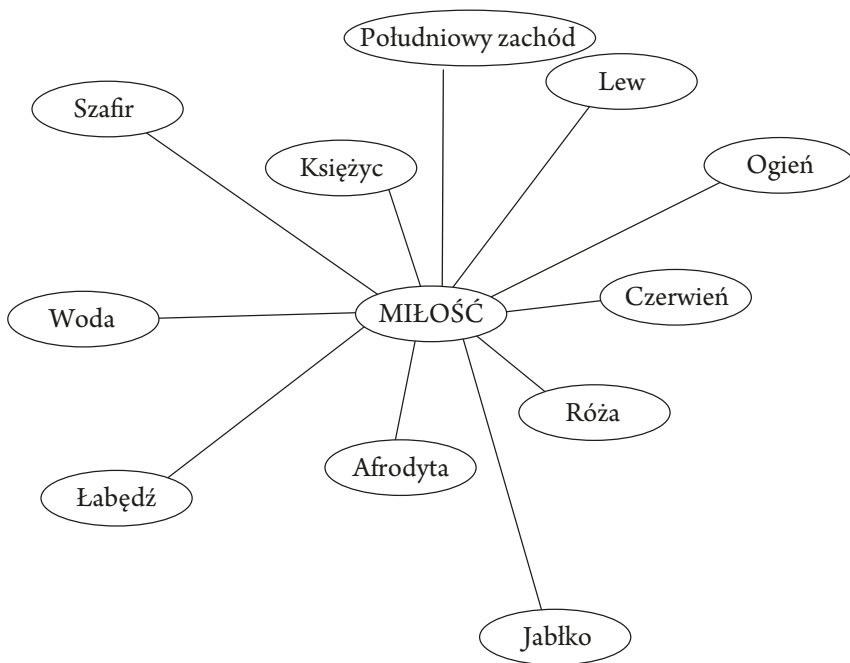 Południowy zachód
Lew
Szafir
Księżyc
Ogień
Czerwień
MIŁOŚĆ
Woda
Róża
Afrodyta
Łabędź
Jabłko